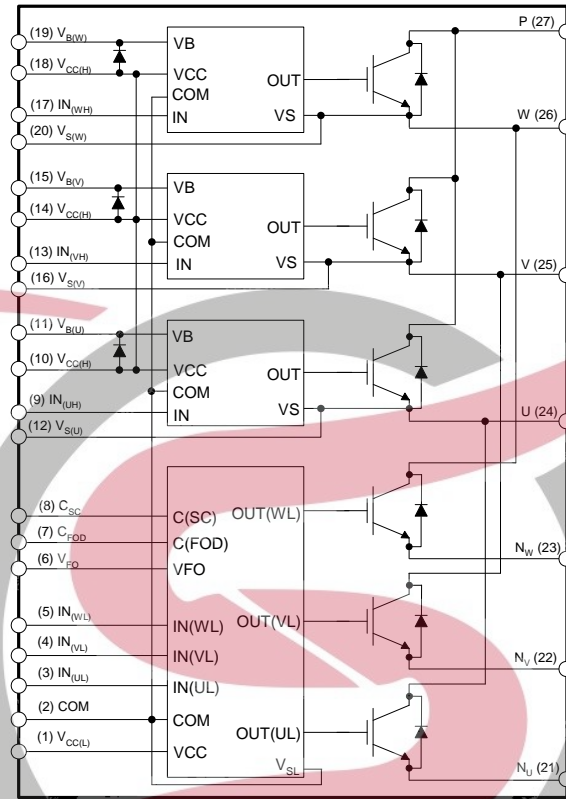 (19) VB(W)
(18) VCC(H)
(17) IN(WH)
(20) VS(W)
VB
VCC
COM
IN
OUT
VS
P (27)
W (26)
(15) VB(V)
(14) VCC(H)
(13) IN(VH)
(16) VS(V)
VB
VCC
COM
IN
OUT
VS
V (25)
(11) VB(U)
(10) VCC(H)
(9) IN(UH)
(12) VS(U)
VB
VCC
COM
IN
OUT
VS
U (24)
(8) CSC
(7) CFOD
(6) VFO
(5) IN(WL)
(4) IN(VL)
(3) IN(UL)
(2) COM
(1) VCC(L)
C(SC)
C(FOD)
VFO
IN(WL)
IN(VL)
IN(UL)
COM
VCC
OUT(WL)
OUT(VL)
OUT(UL)
VSL
NW (23)
NV (22)
NU (21)